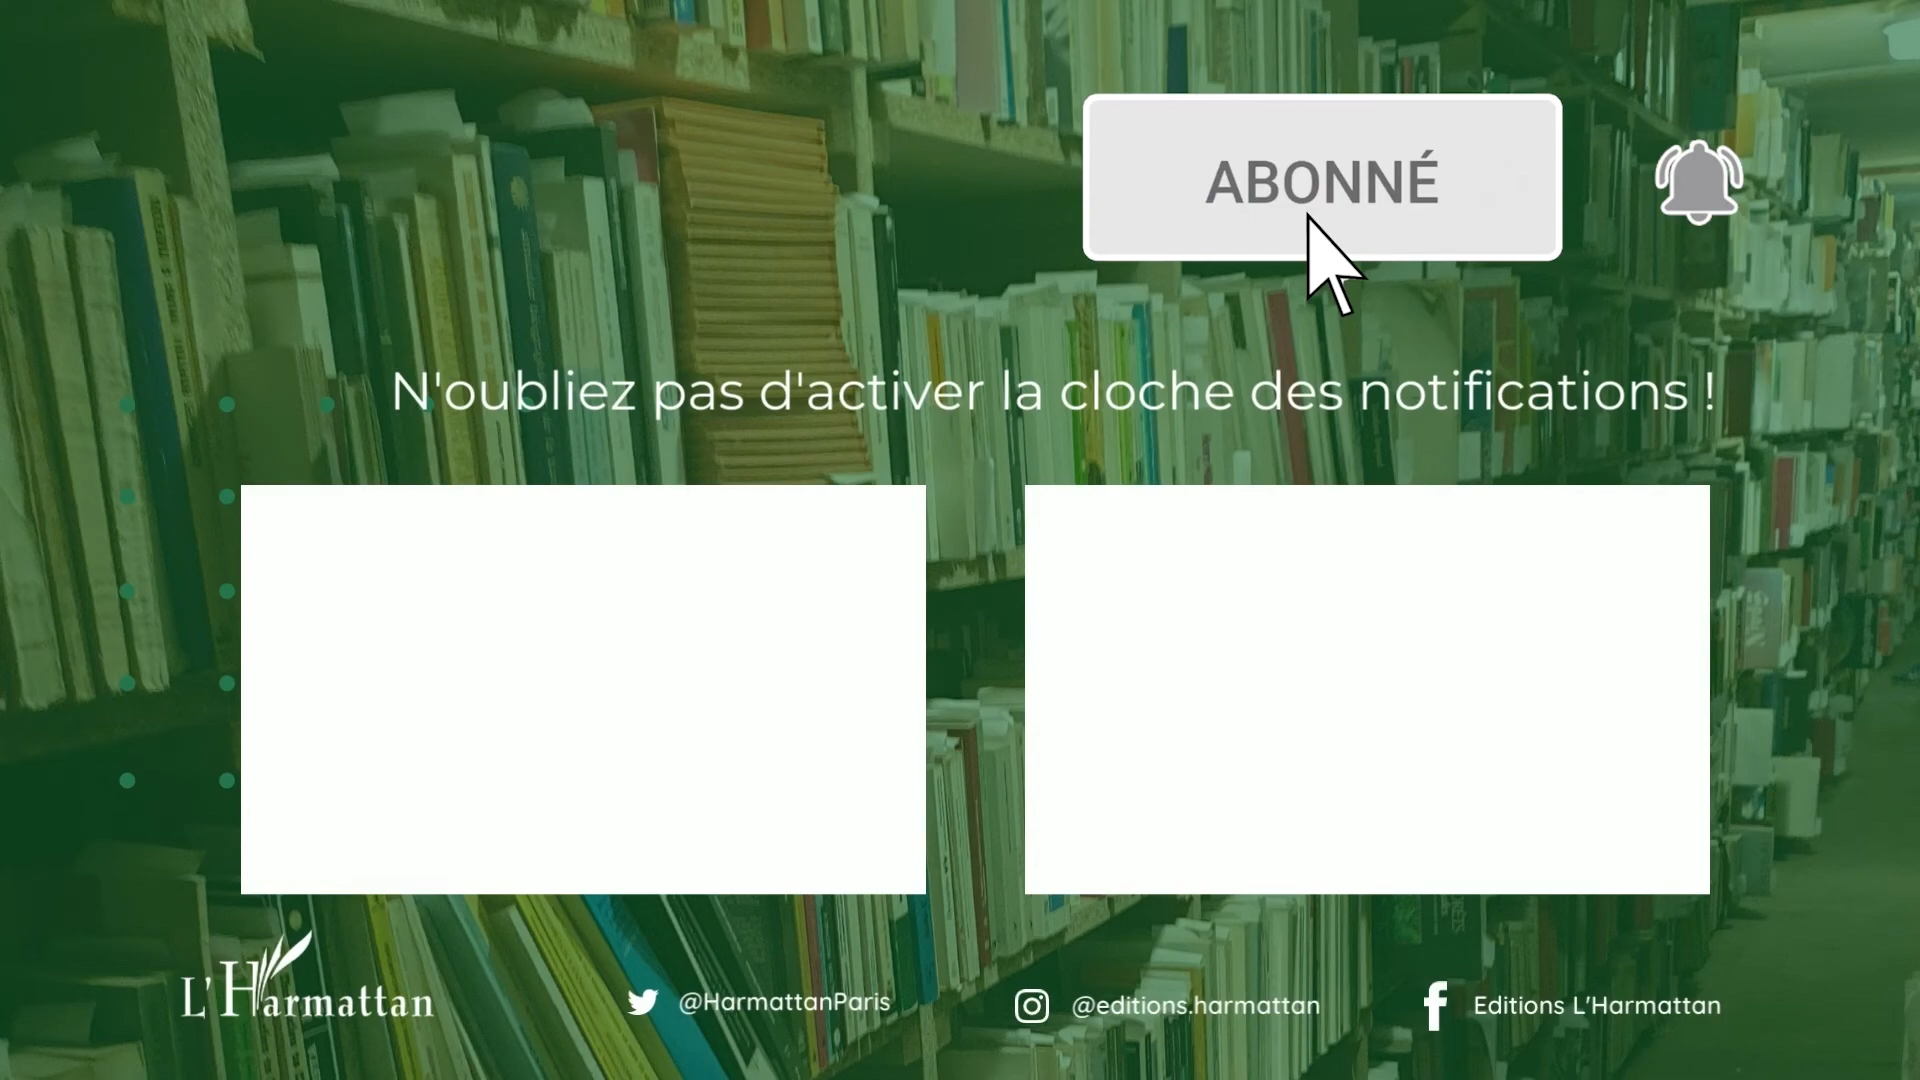 ABONNÉ
N'oubliez pas d'activer la cloche des notifications !
L'Harmattan
@HarmattanParis
@editions.harmattan
Editions L'Harmattan